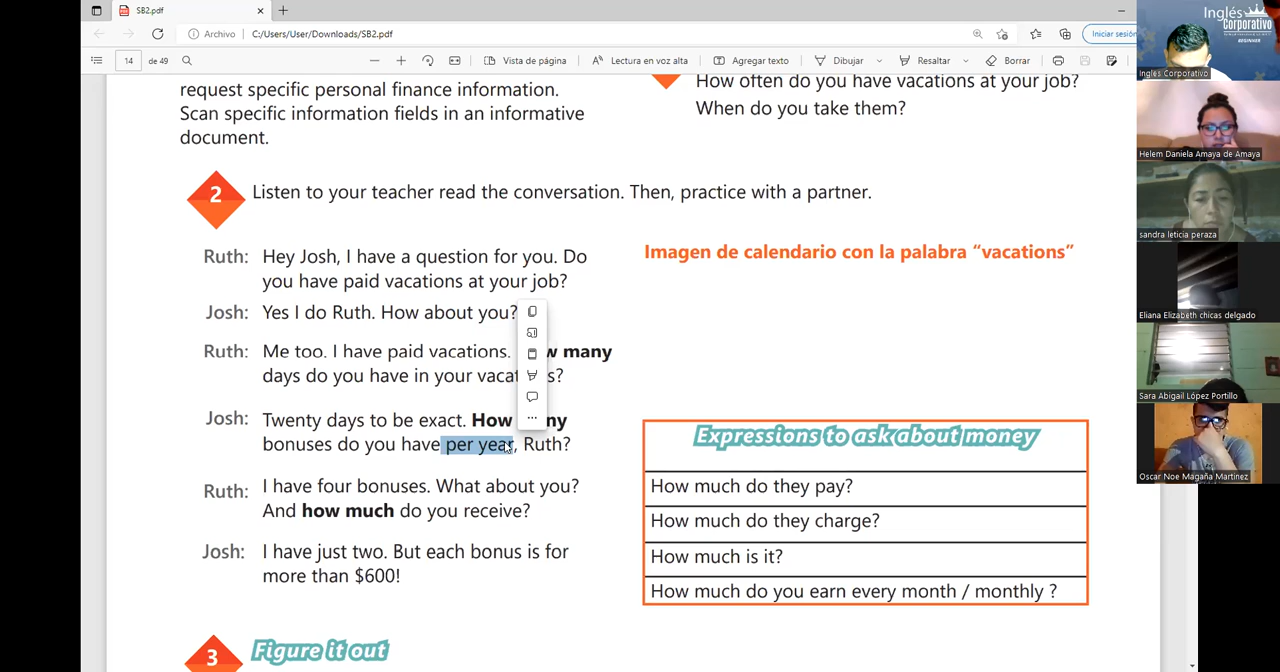 SB2.pdf
Archivo
C:/Users/User/Downloads/SB2.pdf
Iniciar sesión
14 de 49
Vista de página
Lectura en voz alta
Agregar texto
Dibujar
Resaltar
Borrar
request specific personal finance information.
Scan specific information fields in an informative
document.
How often do you have vacations at your job?
When do you take them?
2
Listen to your teacher read the conversation. Then, practice with a partner.
Ruth: Hey Josh, I have a question for you. Do
you have paid vacations at your job?
Josh: Yes I do Ruth. How about you?
Ruth: Me too. I have paid vacations. w many
days do you have in your vaca s?
Josh: Twenty days to be exact. How ny
bonuses do you have per year, Ruth?
Ruth: I have four bonuses. What about you?
And how much do you receive?
Josh: I have just two. But each bonus is for
more than $600!
Imagen de calendario con la palabra “vacations”
Expressions to ask about money
How much do they pay?
How much do they charge?
How much is it?
How much do you earn every month / monthly ?
3
Figure it out
Inglés
Corporativo
BEGINNER
Inglés Corporativo
Helem Daniela Amaya de Amaya
sandra leticia peraza
Eliana Elizabeth chicas delgado
Sara Abigail López Portillo
Oscar Noe Magaña Martinez